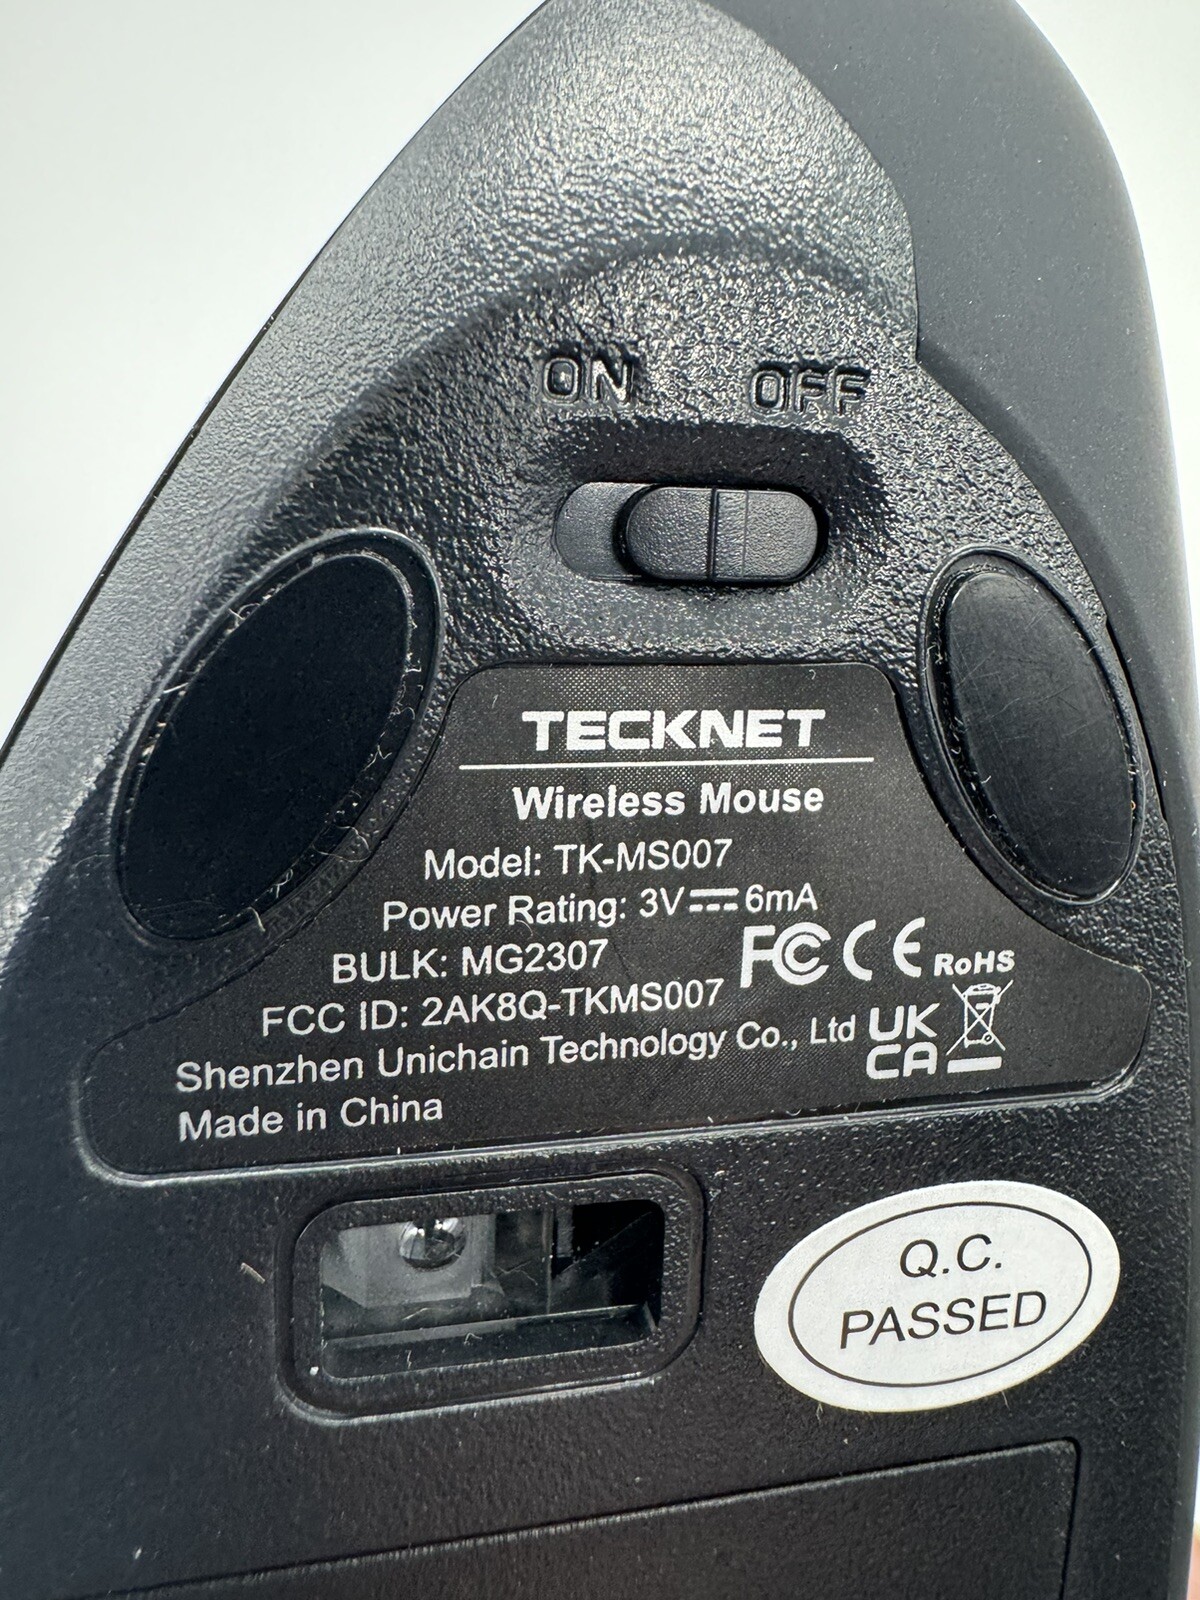 ON OFF
TECKNET
Wireless Mouse
Model: TK-MS007
Power Rating: 3V⎓6mA
BULK: MG2307
FCC CE RoHS
FCC ID: 2AK8Q-TKMS007
Shenzhen Unichain Technology Co., Ltd
UK
CA
Made in China
Q.C.
PASSED